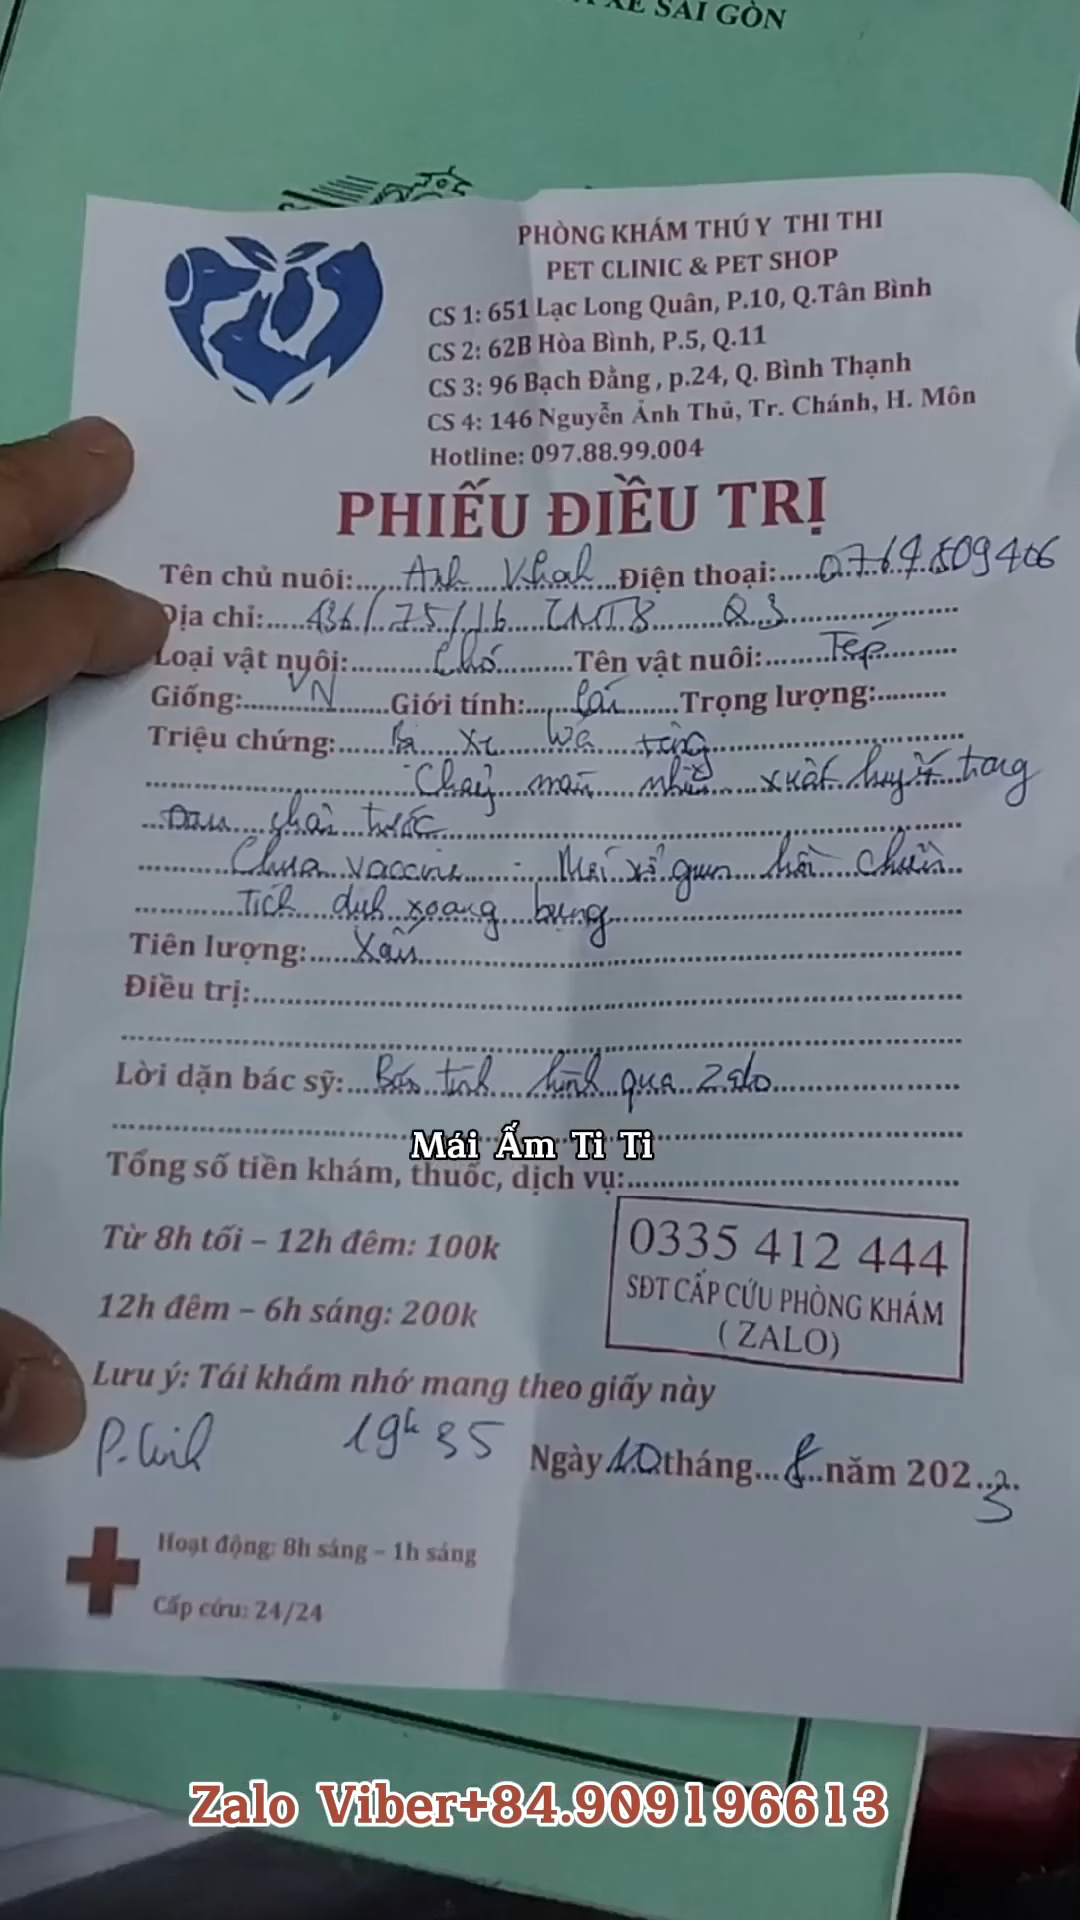 XE SÀI GÒN
PHÒNG KHÁM THÚ Y THI THI
PET CLINIC & PET SHOP
CS 1: 651 Lạc Long Quân, P.10, Q.Tân Bình
CS 2: 62B Hòa Bình, P.5, Q.11
CS 3: 96 Bạch Đằng , p.24, Q. Bình Thạnh
CS 4: 146 Nguyễn Ảnh Thủ, Tr. Chánh, H. Môn
Hotline: 097.88.99.004
PHIẾU ĐIỀU TRỊ
Tên chủ nuôi: Anh Điện thoại:
Địa chỉ: 436/75/16 CMT8 Q3
Loại vật nuôi: Chó Tên vật nuôi: Tép
Giống: VN Giới tính: Cái Trọng lượng:
Triệu chứng: Bị xe tông
Chảy máu nhiều xuất huyết trong
Đau chân trước
Chưa vaccine - Mới xổ giun hồi chiều
Tích dịch xoang bụng
Tiên lượng: Xấu
Điều trị:
Lời dặn bác sỹ: Báo tình hình qua Zalo
Mái Ấm Ti Ti
Tổng số tiền khám, thuốc, dịch vụ:
Từ 8h tối – 12h đêm: 100k
12h đêm – 6h sáng: 200k
0335 412 444
SĐT CẤP CỨU PHÒNG KHÁM
( ZALO)
Lưu ý: Tái khám nhớ mang theo giấy này
19h35 Ngày 10 tháng 8 năm 2023
Hoạt động: 8h sáng – 1h sáng
Cấp cứu: 24/24
Zalo Viber+84.909196613